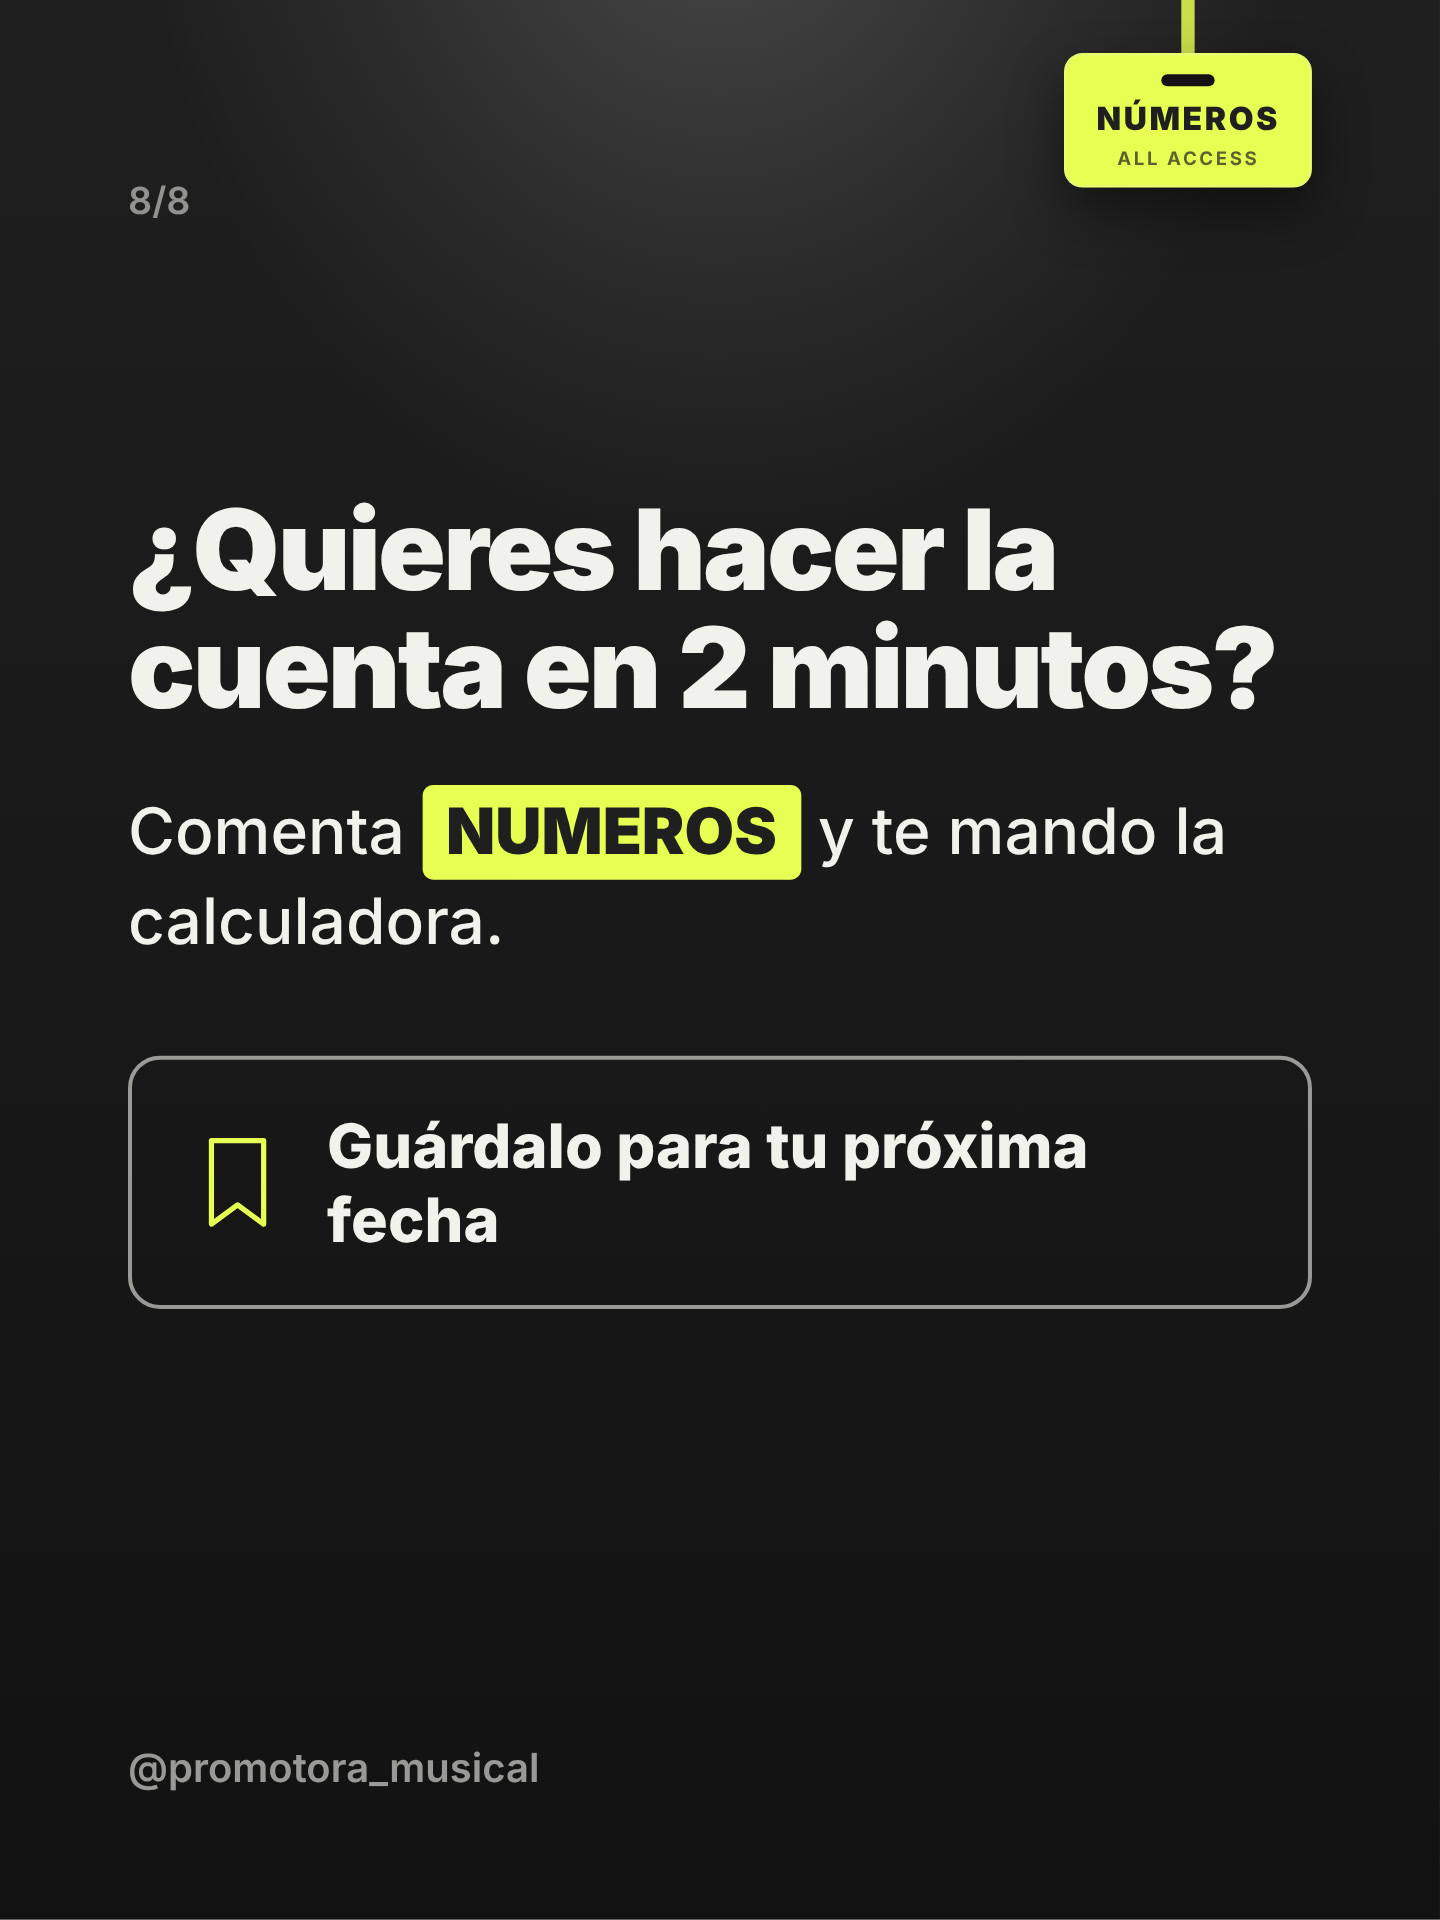 NÚMEROS
ALL ACCESS
8/8
¿Quieres hacer la
cuenta en 2 minutos?
Comenta NUMEROS y te mando la
calculadora.
Guárdalo para tu próxima
fecha
@promotora_musical